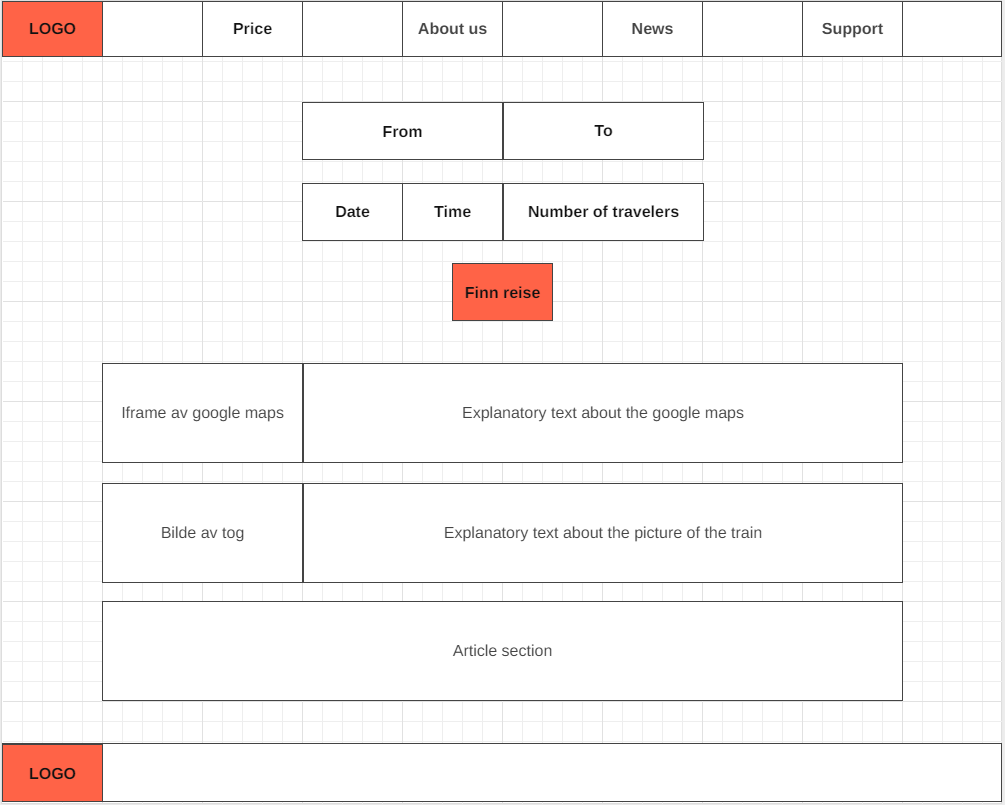 LOGO
Price
About us
News
Support
From
To
Date
Time
Number of travelers
Finn reise
Iframe av google maps
Explanatory text about the google maps
Bilde av tog
Explanatory text about the picture of the train
Article section
LOGO